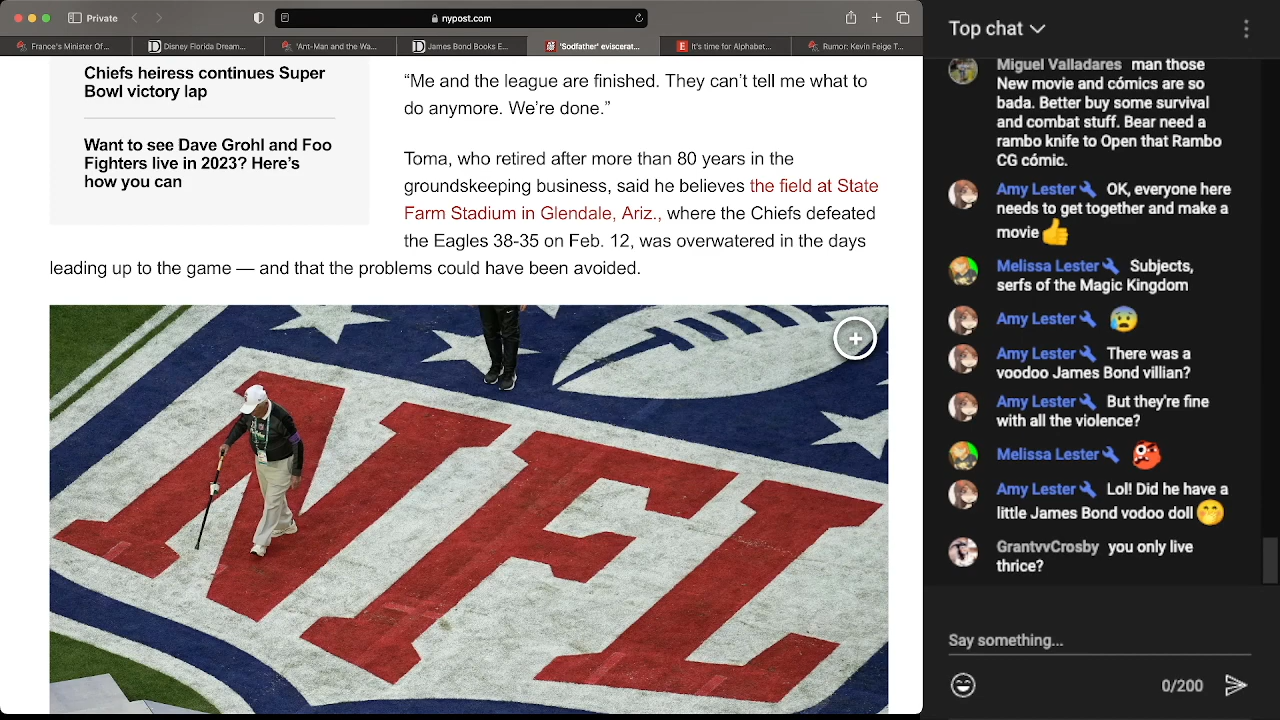 Private
nypost.com
France's Minister Of...
Disney Florida Dream...
'Ant-Man and the Wa...
James Bond Books E...
'Sodfather' eviscerat...
It's time for Alphabet...
Rumor: Kevin Feige T...
Chiefs heiress continues Super
Bowl victory lap
Want to see Dave Grohl and Foo
Fighters live in 2023? Here's
how you can
“Me and the league are finished. They can’t tell me what to
do anymore. We’re done.”
Toma, who retired after more than 80 years in the
groundskeeping business, said he believes the field at State
Farm Stadium in Glendale, Ariz., where the Chiefs defeated
the Eagles 38-35 on Feb. 12, was overwatered in the days
leading up to the game — and that the problems could have been avoided.
NFL
Top chat
Miguel Valladares man those
New movie and cómics are so
bada. Better buy some survival
and combat stuff. Bear need a
rambo knife to Open that Rambo
CG cómic.
Amy Lester OK, everyone here
needs to get together and make a
movie 👍
Melissa Lester Subjects,
serfs of the Magic Kingdom
Amy Lester 😰
Amy Lester There was a
voodoo James Bond villian?
Amy Lester But they're fine
with all the violence?
Melissa Lester
Amy Lester Lol! Did he have a
little James Bond vodoo doll 🤭
GrantvvCrosby you only live
thrice?
Say something...
0/200